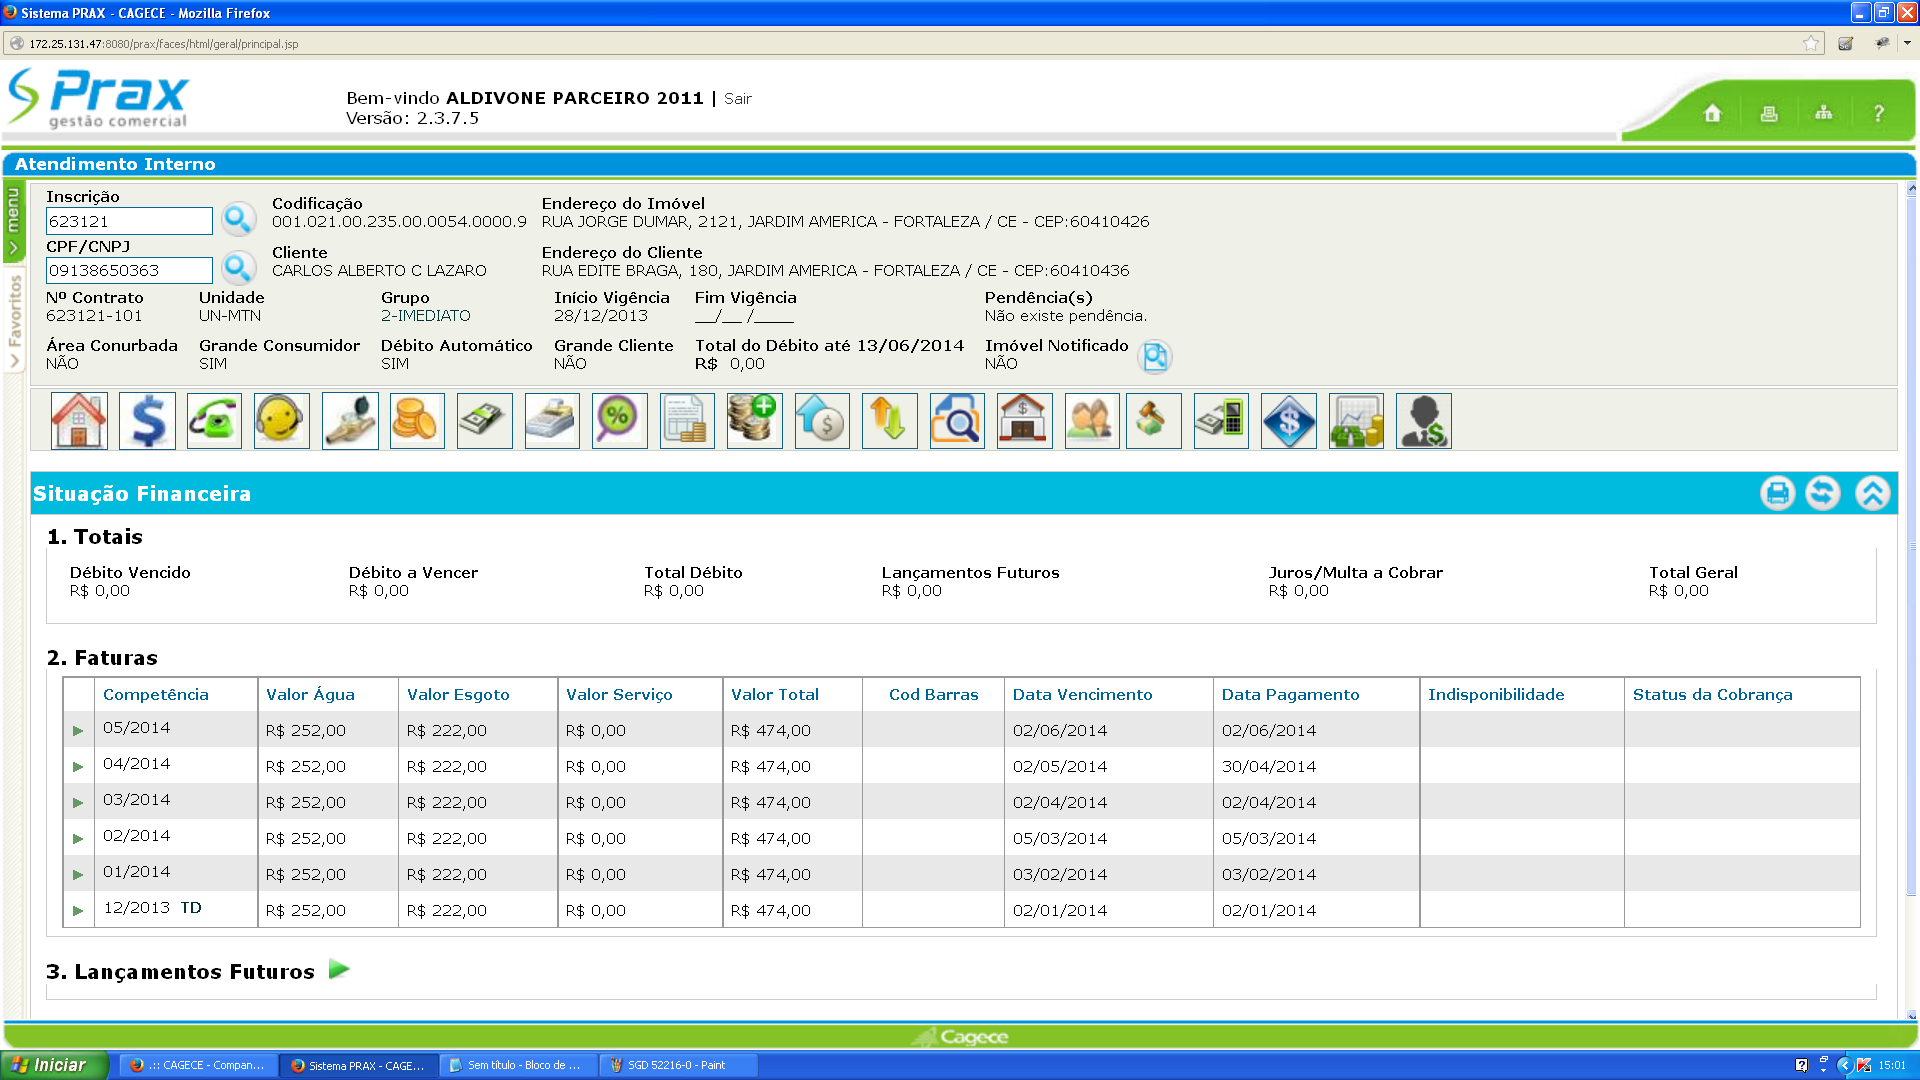 Sistema PRAX - CAGECE - Mozilla Firefox
172.25.131.47:8080/prax/faces/html/geral/principal.jsp
Prax
gestão comercial
Bem-vindo ALDIVONE PARCEIRO 2011 | Sair
Versão: 2.3.7.5
?
Atendimento Interno
menu
Favoritos
Inscrição
623121
Codificação
001.021.00.235.00.0054.0000.9
Endereço do Imóvel
RUA JORGE DUMAR, 2121, JARDIM AMERICA - FORTALEZA / CE - CEP:60410426
CPF/CNPJ
09138650363
Cliente
CARLOS ALBERTO C LAZARO
Endereço do Cliente
RUA EDITE BRAGA, 180, JARDIM AMERICA - FORTALEZA / CE - CEP:60410436
Nº Contrato Unidade Grupo Início Vigência Fim Vigência Pendência(s)
623121-101 UN-MTN 2-IMEDIATO 28/12/2013 __/__ /____ Não existe pendência.
Área Conurbada Grande Consumidor Débito Automático Grande Cliente Total do Débito até 13/06/2014 Imóvel Notificado
NÃO SIM SIM NÃO R$ 0,00 NÃO
Situação Financeira
1. Totais
Débito Vencido Débito a Vencer Total Débito Lançamentos Futuros Juros/Multa a Cobrar Total Geral
R$ 0,00 R$ 0,00 R$ 0,00 R$ 0,00 R$ 0,00 R$ 0,00
2. Faturas
Competência Valor Água Valor Esgoto Valor Serviço Valor Total Cod Barras Data Vencimento Data Pagamento Indisponibilidade Status da Cobrança
05/2014 R$ 252,00 R$ 222,00 R$ 0,00 R$ 474,00 02/06/2014 02/06/2014
04/2014 R$ 252,00 R$ 222,00 R$ 0,00 R$ 474,00 02/05/2014 30/04/2014
03/2014 R$ 252,00 R$ 222,00 R$ 0,00 R$ 474,00 02/04/2014 02/04/2014
02/2014 R$ 252,00 R$ 222,00 R$ 0,00 R$ 474,00 05/03/2014 05/03/2014
01/2014 R$ 252,00 R$ 222,00 R$ 0,00 R$ 474,00 03/02/2014 03/02/2014
12/2013 TD R$ 252,00 R$ 222,00 R$ 0,00 R$ 474,00 02/01/2014 02/01/2014
3. Lançamentos Futuros
Cagece
Iniciar
.:: CAGECE - Compan...
Sistema PRAX - CAGE...
Sem título - Bloco de ...
SGD 52216-0 - Paint
15:01